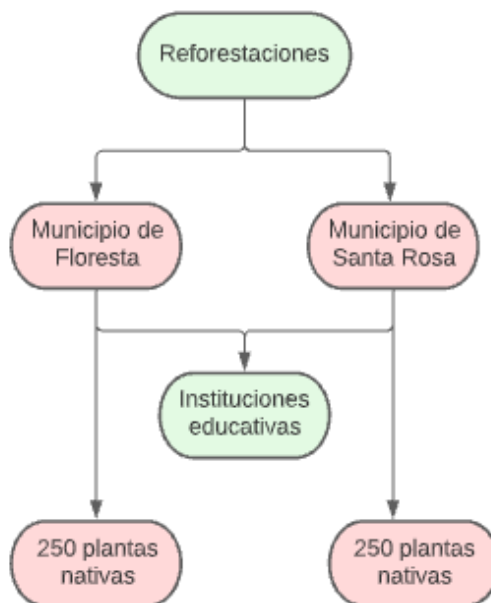 Reforestaciones
Municipio de
Floresta
Municipio de
Santa Rosa
Instituciones
educativas
250 plantas
nativas
250 plantas
nativas